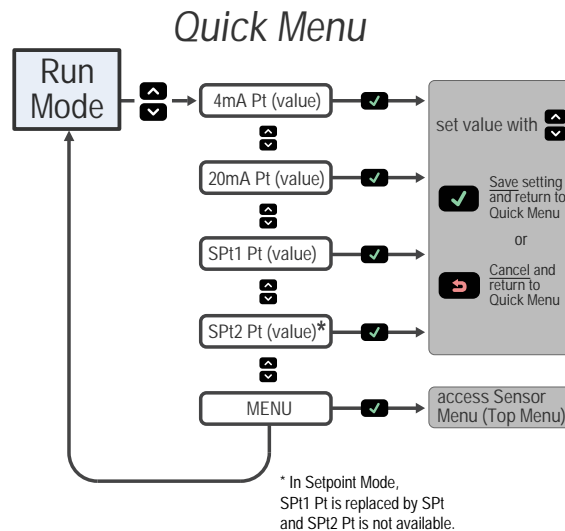 Quick Menu
Run
Mode
4mA Pt (value)
set value with
20mA Pt (value)
Save setting
and return to
Quick Menu
or
SPt1 Pt (value)
Cancel and
return to
Quick Menu
SPt2 Pt (value)*
MENU
access Sensor
Menu (Top Menu)
* In Setpoint Mode,
SPt1 Pt is replaced by SPt
and SPt2 Pt is not available.